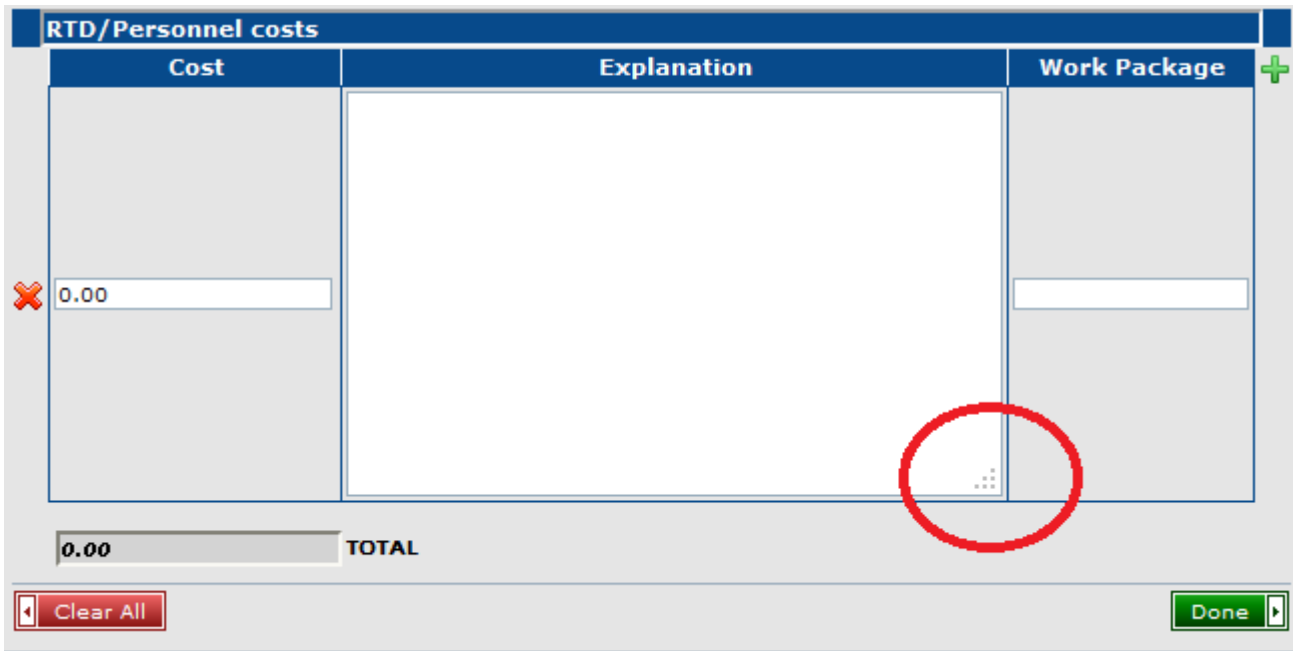 RTD/Personnel costs
Cost Explanation Work Package
0.00
0.00 TOTAL
Clear All Done